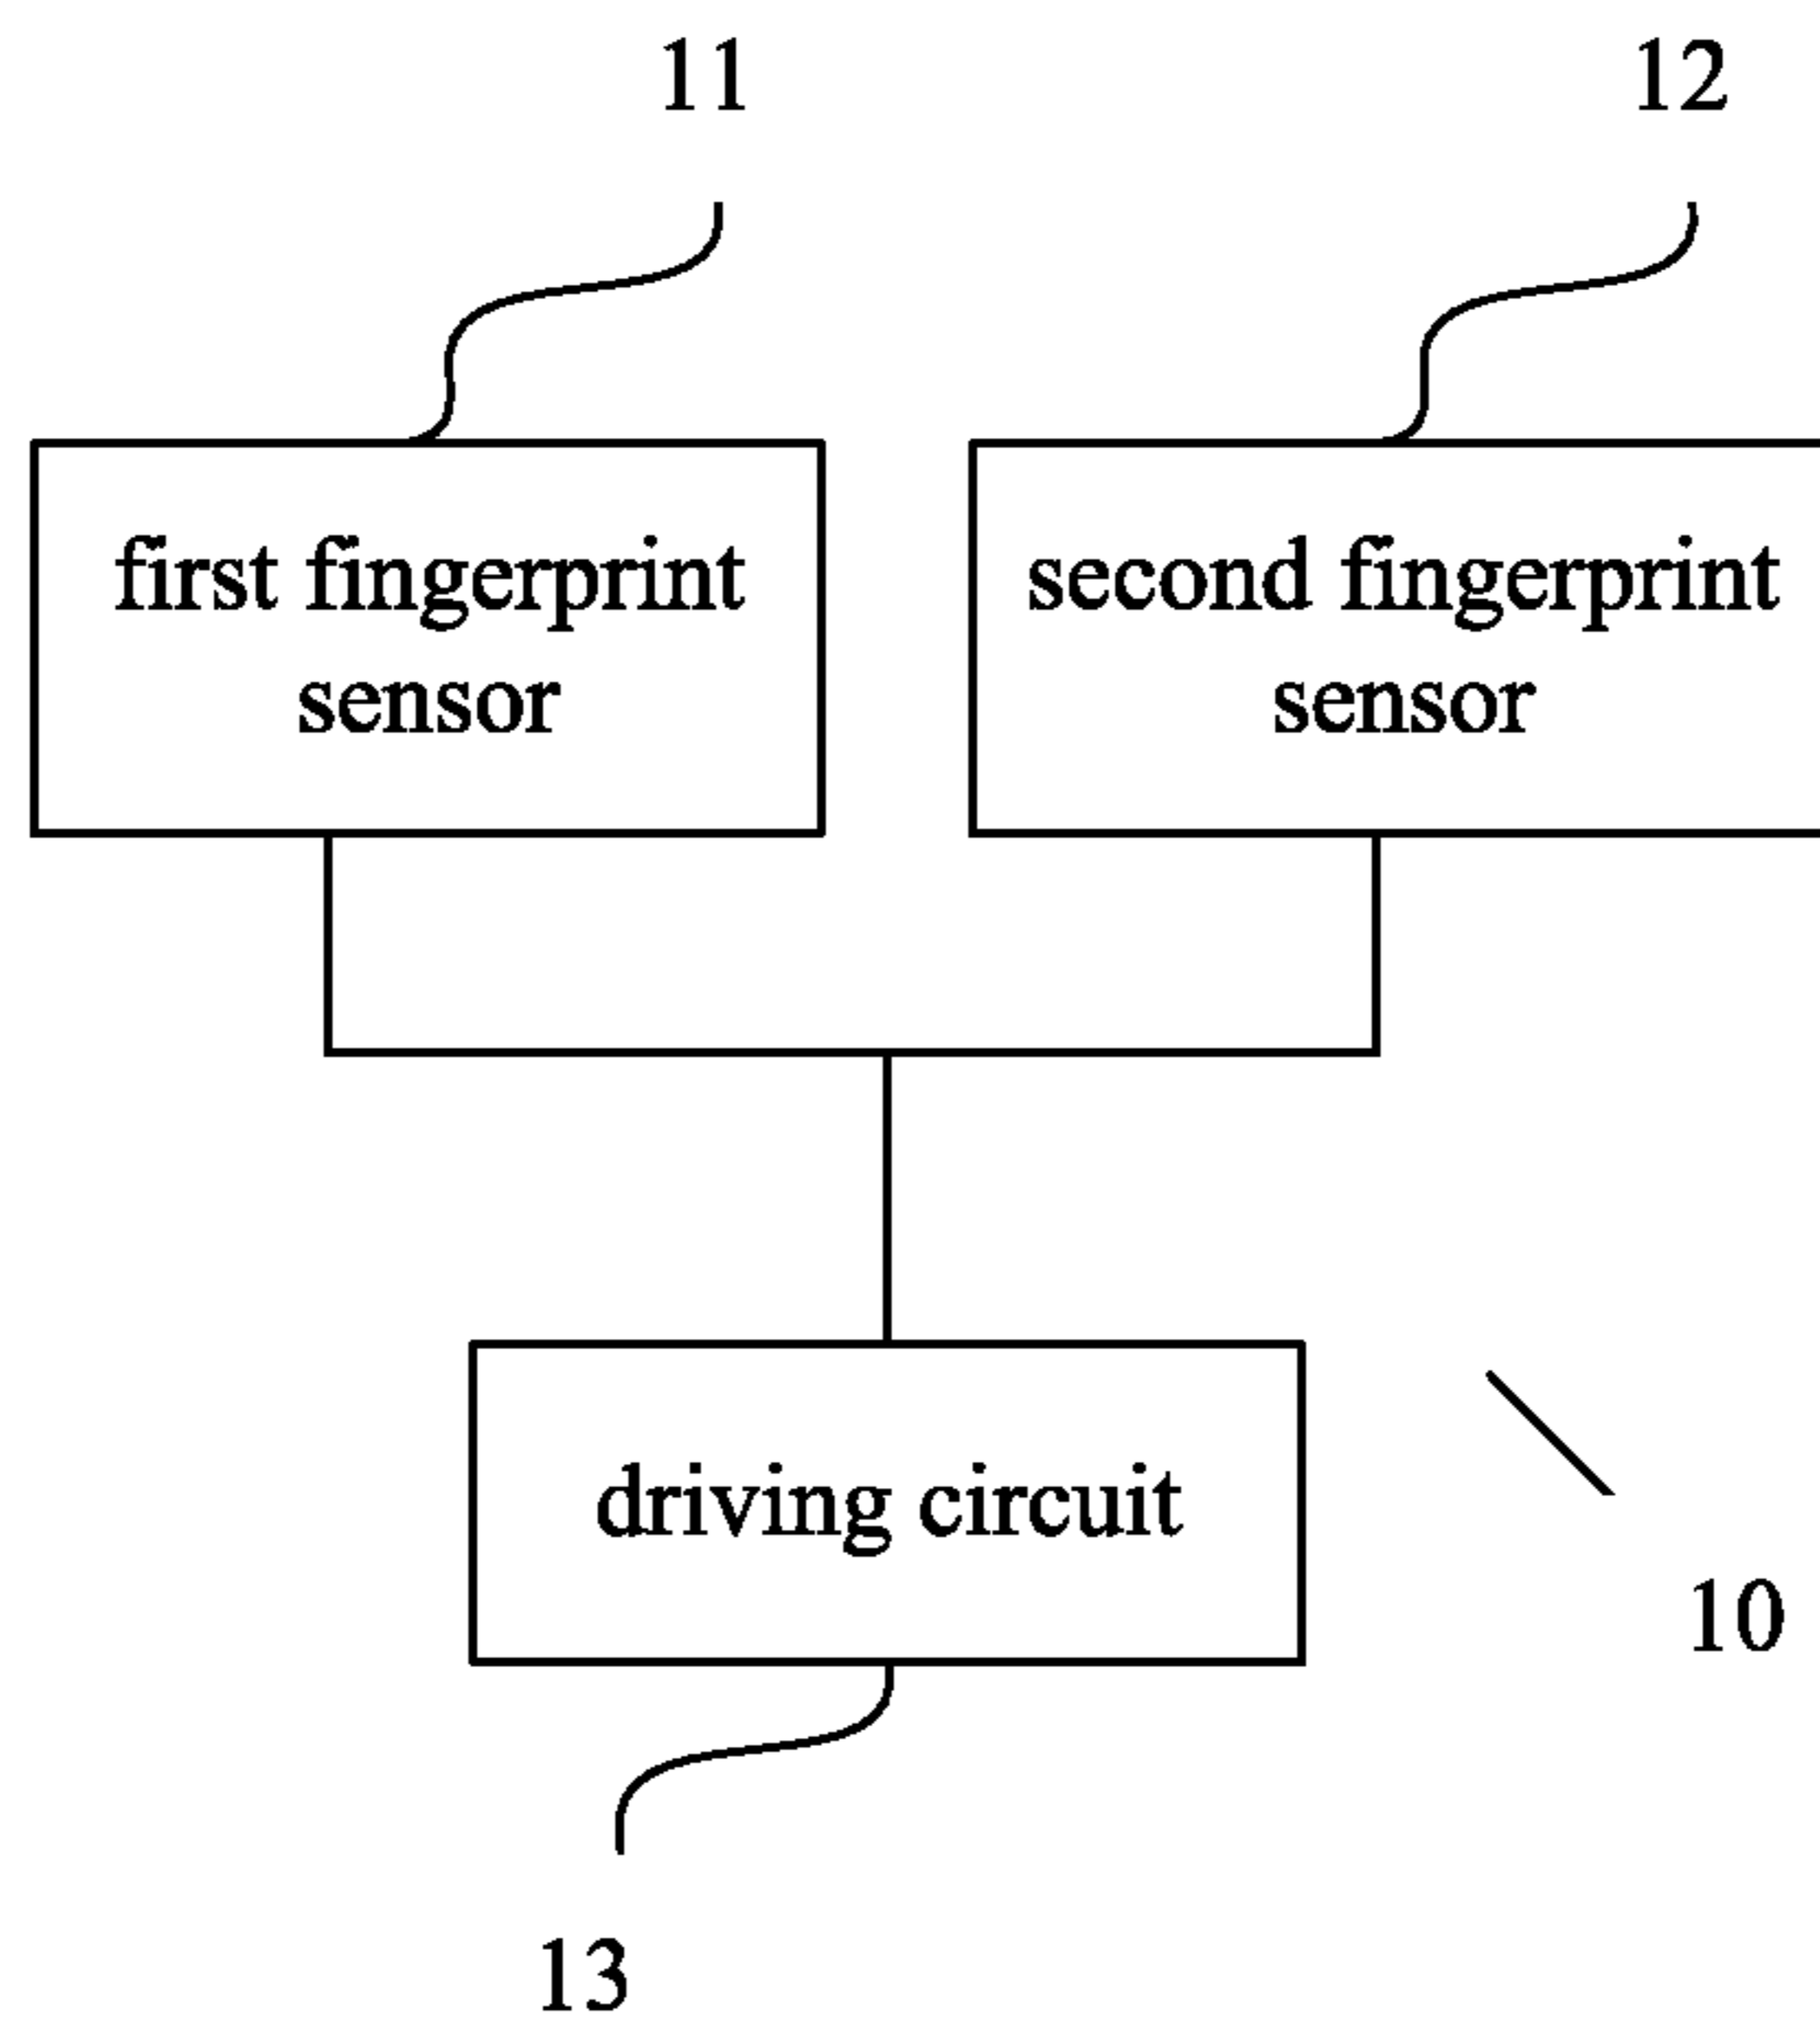 11
12
first fingerprint
sensor
second fingerprint
sensor
driving circuit
10
13